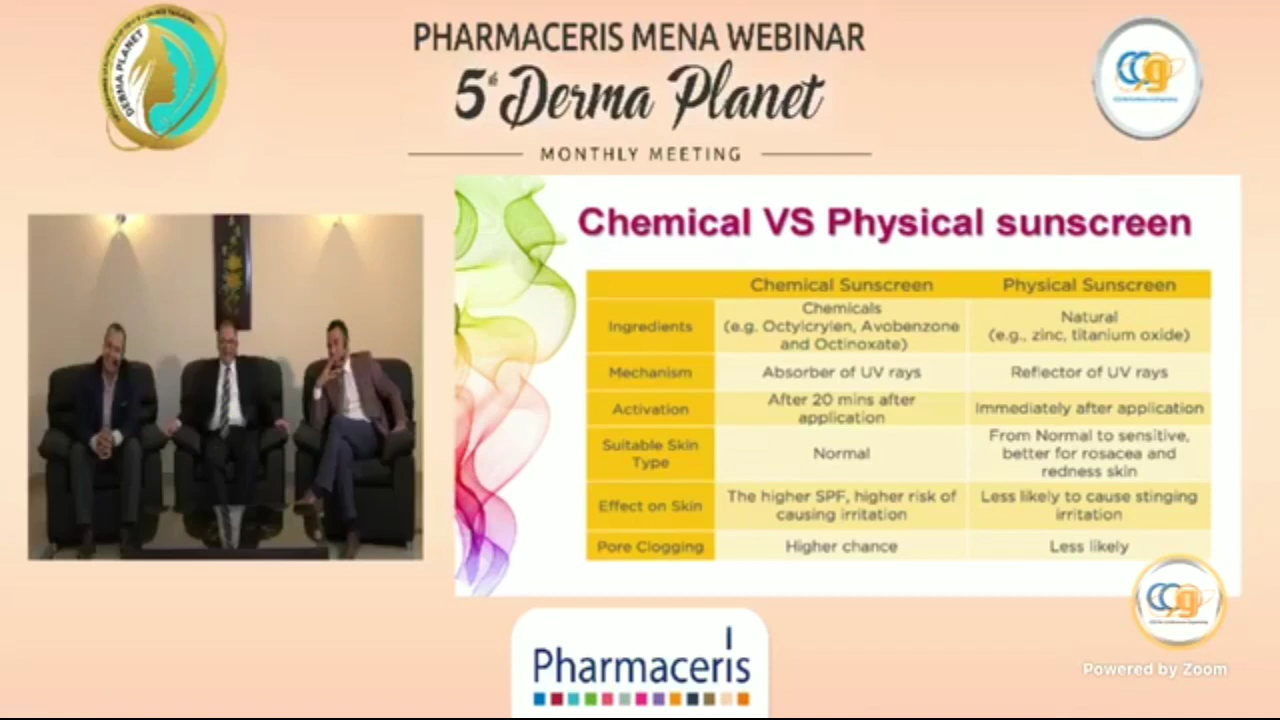 DERMA PLANET
PHARMACERIS MENA WEBINAR
5th Derma Planet
MONTHLY MEETING
CCg
Chemical VS Physical sunscreen
Chemical Sunscreen
Physical Sunscreen
Ingredients
Chemicals
(e.g. Octylcrylen, Avobenzone
and Octinoxate)
Natural
(e.g., zinc, titanium oxide)
Mechanism
Absorber of UV rays
Reflector of UV rays
Activation
After 20 mins after
application
Immediately after application
Suitable Skin
Type
Normal
From Normal to sensitive,
better for rosacea and
redness skin
Effect on Skin
The higher SPF, higher risk of
causing irritation
Less likely to cause stinging
irritation
Pore Clogging
Higher chance
Less likely
CCg
Powered by Zoom
Pharmaceris